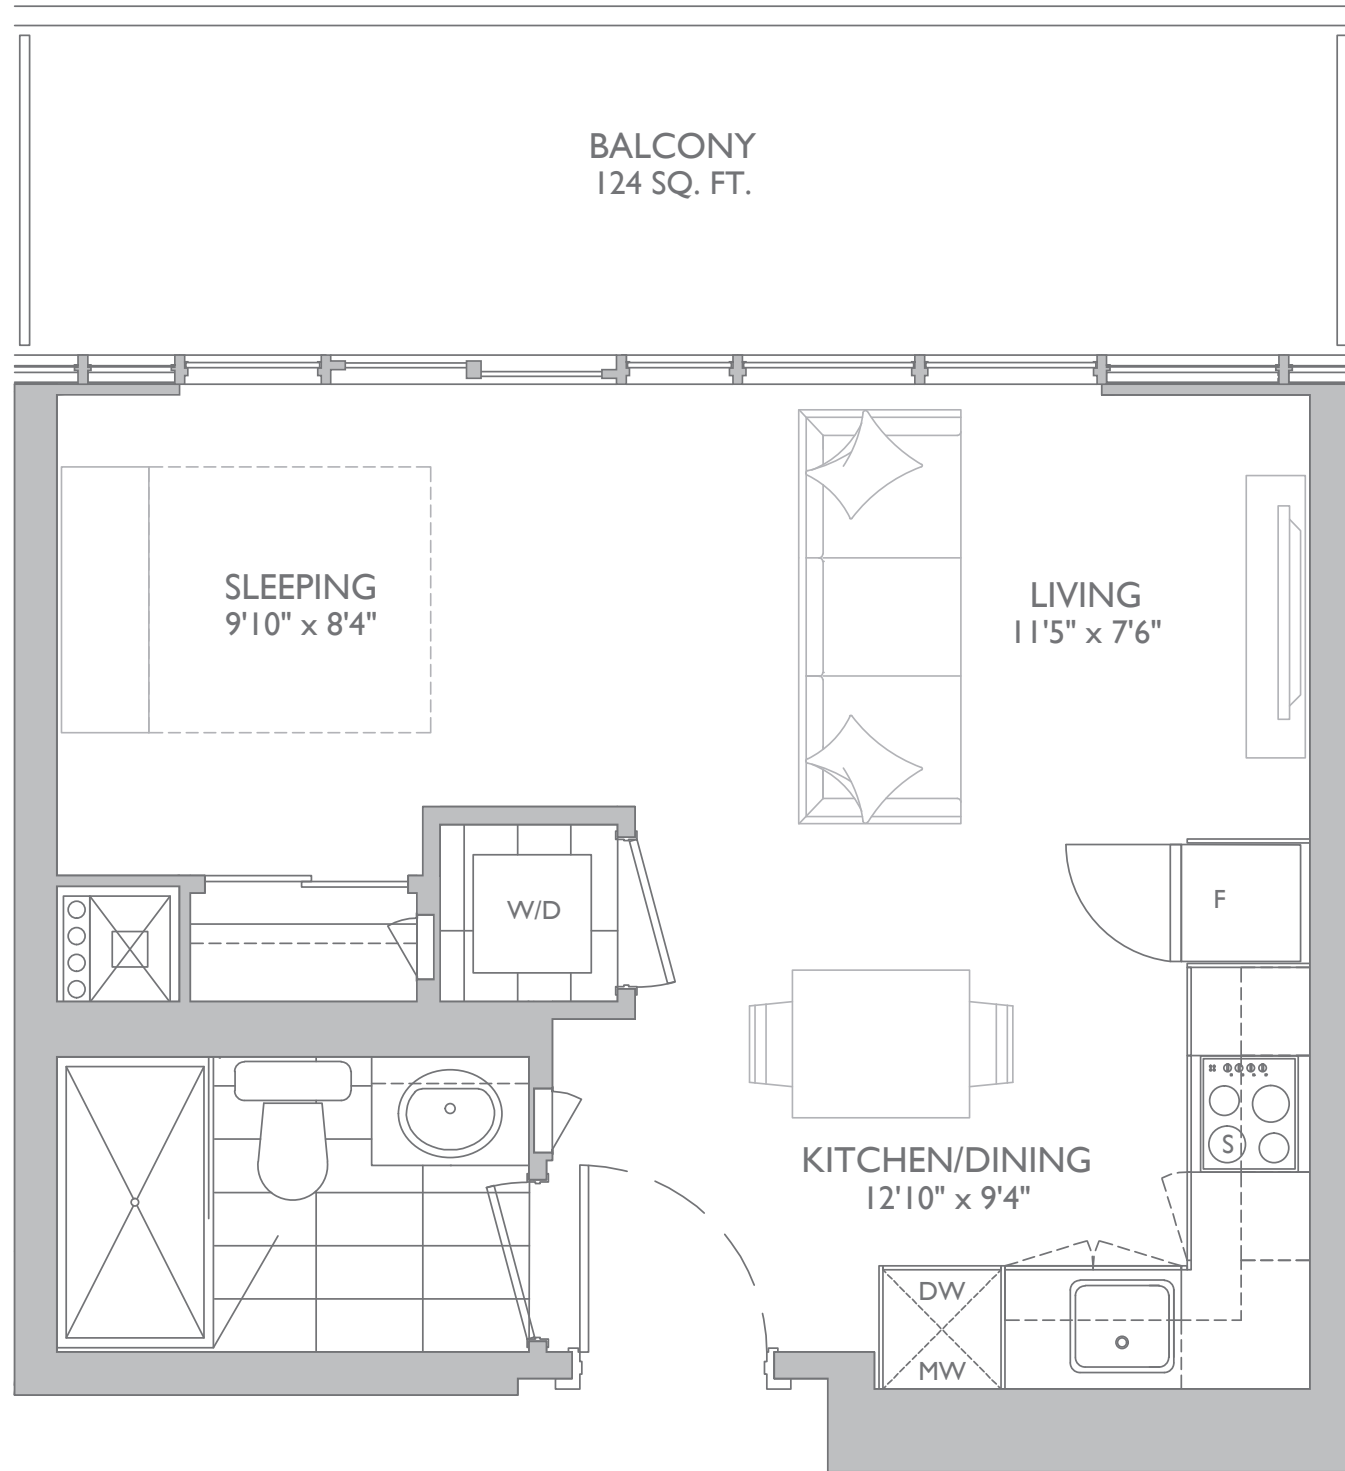 BALCONY
124 SQ. FT.
SLEEPING
9'10" x 8'4"
LIVING
11'5" x 7'6"
W/D
F
S
KITCHEN/DINING
12'10" x 9'4"
DW
MW